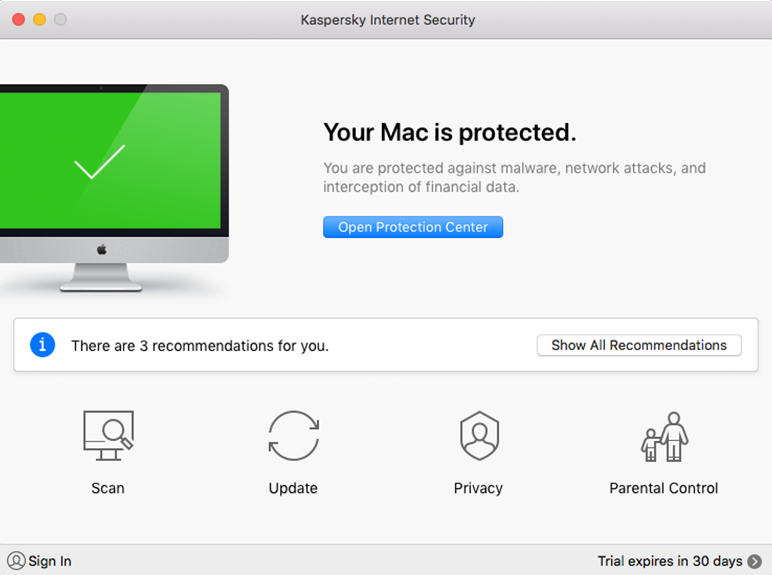 Kaspersky Internet Security
Your Mac is protected.
You are protected against malware, network attacks, and
interception of financial data.
Open Protection Center
There are 3 recommendations for you.
Show All Recommendations
Scan
Update
Privacy
Parental Control
Sign In
Trial expires in 30 days